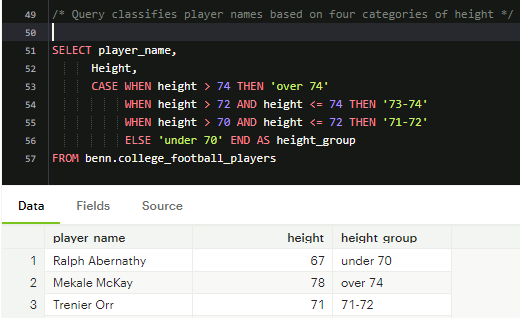 49 /* Query classifies player names based on four categories of height */
50
51 SELECT player_name,
52 Height,
53 CASE WHEN height > 74 THEN 'over 74'
54 WHEN height > 72 AND height <= 74 THEN '73-74'
55 WHEN height > 70 AND height <= 72 THEN '71-72'
56 ELSE 'under 70' END AS height_group
57 FROM benn.college_football_players
Data Fields Source
player_name height height_group
1 Ralph Abernathy 67 under 70
2 Mekale McKay 78 over 74
3 Trenier Orr 71 71-72